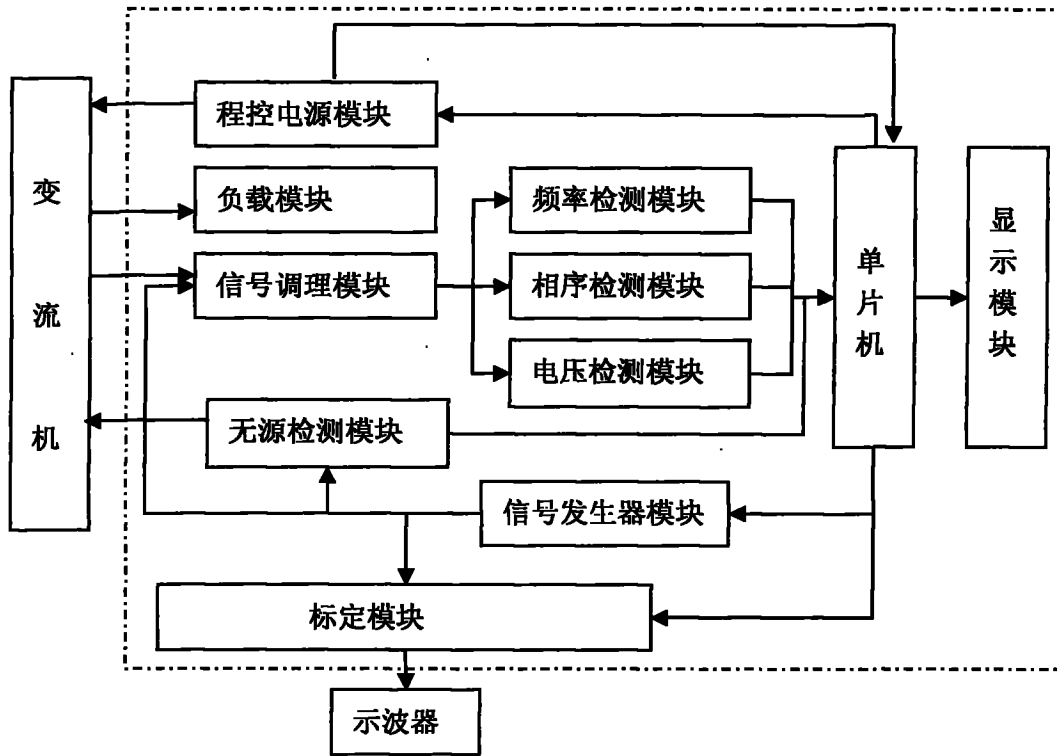 变流机
程控电源模块
负载模块
信号调理模块
无源检测模块
频率检测模块
相序检测模块
电压检测模块
单片机
显示模块
信号发生器模块
标定模块
示波器